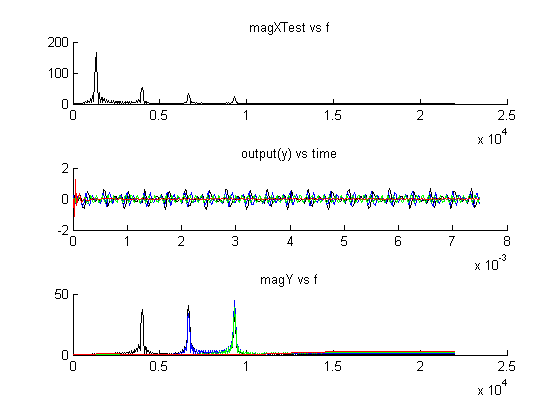 magXTest vs f
200
100
0
0 0.5 1 1.5 2 2.5
x 10^4
output(y) vs time
2
0
-2
0 1 2 3 4 5 6 7 8
x 10^-3
magY vs f
50
0
0 0.5 1 1.5 2 2.5
x 10^4